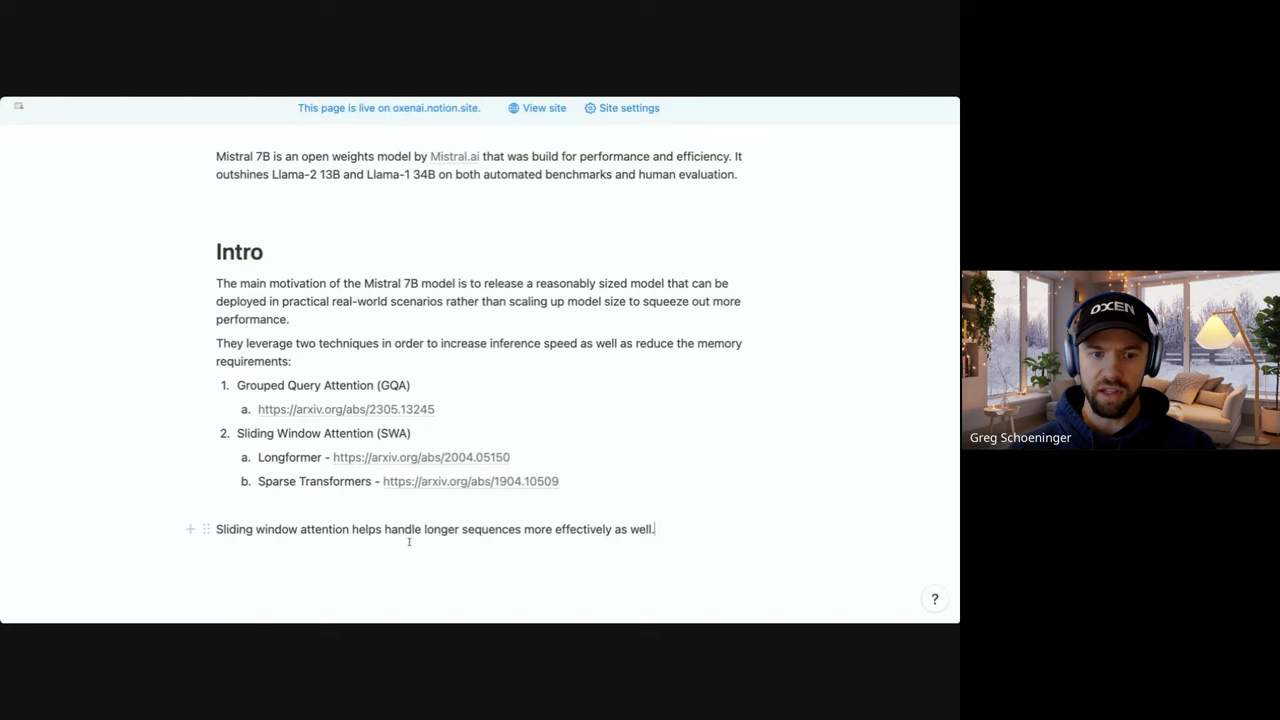 This page is live on oxenai.notion.site.
View site
Site settings
Mistral 7B is an open weights model by Mistral.ai that was build for performance and efficiency. It
outshines Llama-2 13B and Llama-1 34B on both automated benchmarks and human evaluation.
Intro
The main motivation of the Mistral 7B model is to release a reasonably sized model that can be
deployed in practical real-world scenarios rather than scaling up model size to squeeze out more
performance.
They leverage two techniques in order to increase inference speed as well as reduce the memory
requirements:
1. Grouped Query Attention (GQA)
a. https://arxiv.org/abs/2305.13245
2. Sliding Window Attention (SWA)
a. Longformer - https://arxiv.org/abs/2004.05150
b. Sparse Transformers - https://arxiv.org/abs/1904.10509
Sliding window attention helps handle longer sequences more effectively as well.
?
OXEN
Greg Schoeninger